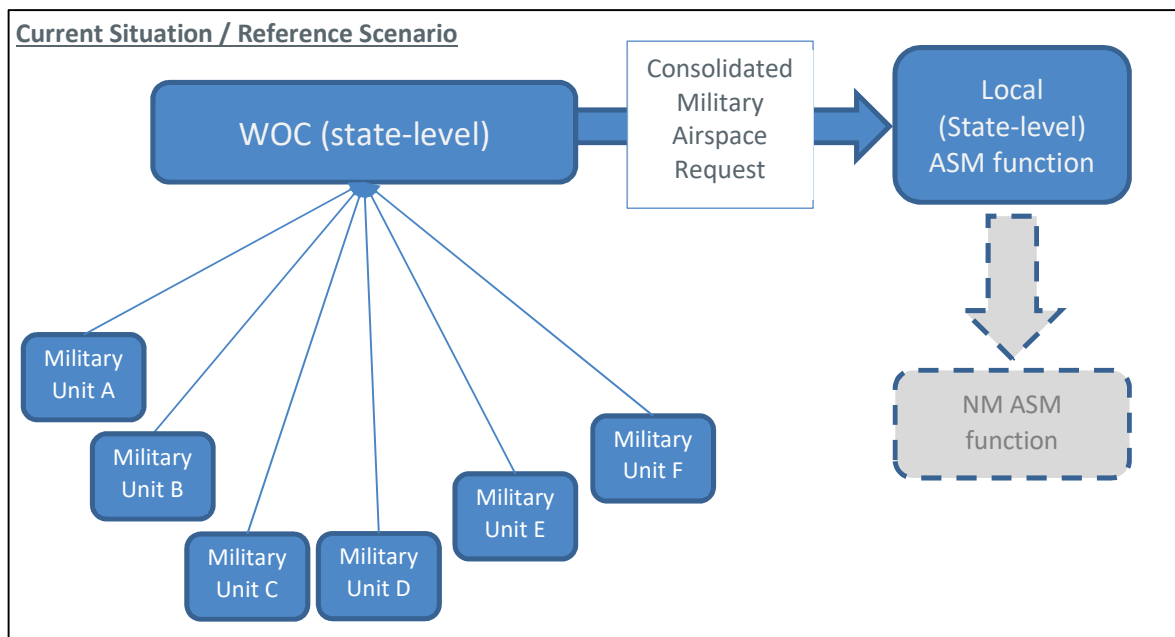 Current Situation / Reference Scenario
WOC (state-level)
Consolidated
Military
Airspace
Request
Local
(State-level)
ASM function
NM ASM
function
Military
Unit A
Military
Unit B
Military
Unit C
Military
Unit D
Military
Unit E
Military
Unit F